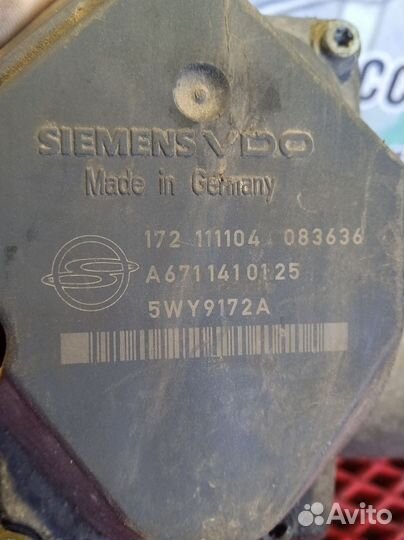 SIEMENS VDO
Made in Germany
172 111104 083636
A6711410125
5WY9172A
Avito